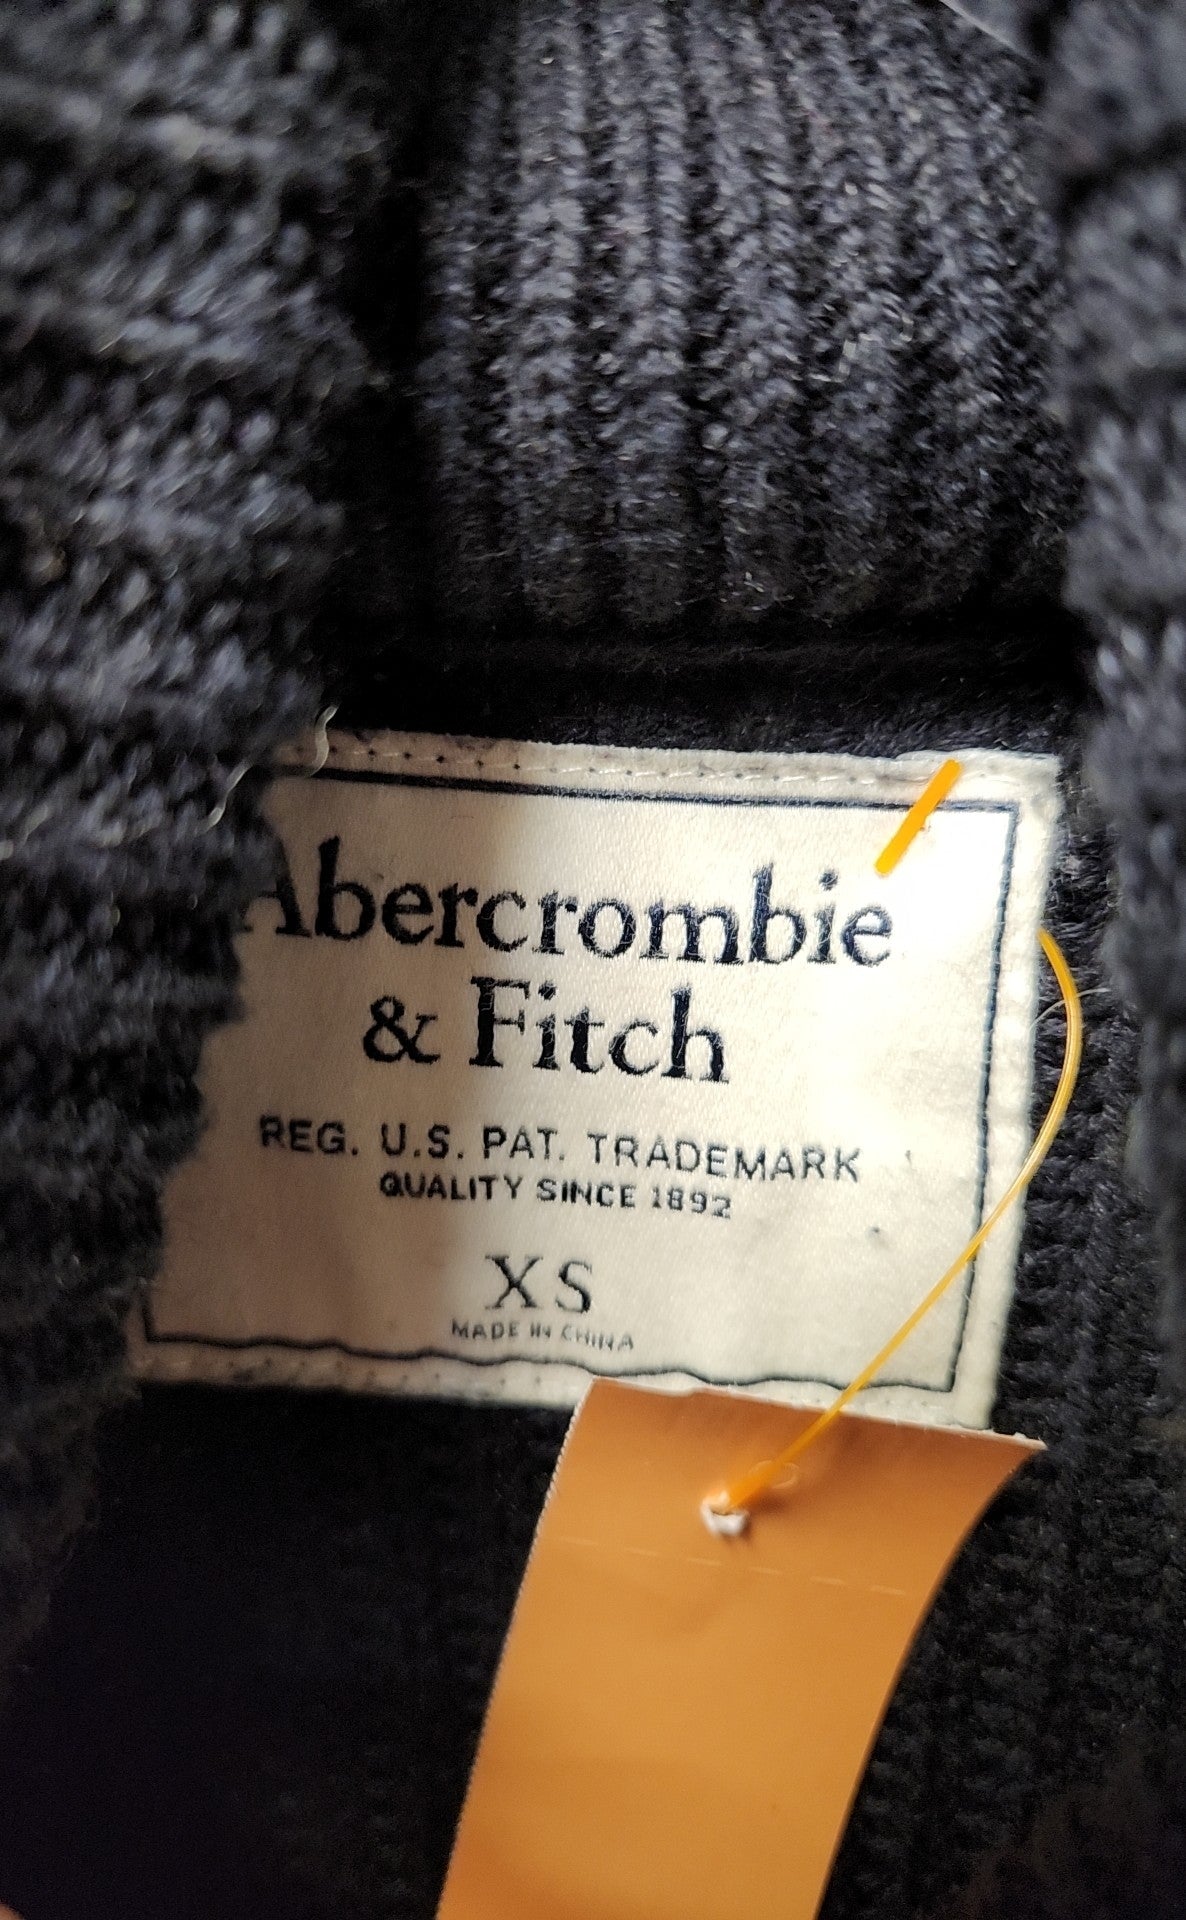 Abercrombie
& Fitch
REG. U.S. PAT. TRADEMARK
QUALITY SINCE 1892
XS
MADE IN CHINA